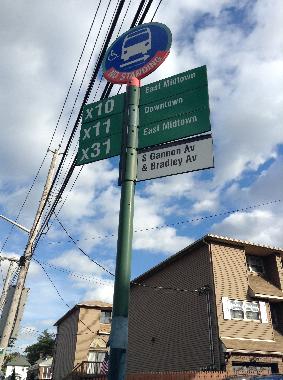 NO STANDING
X10 East Midtown
X11 Downtown
X31 East Midtown
S Gannon Av
& Bradley Av